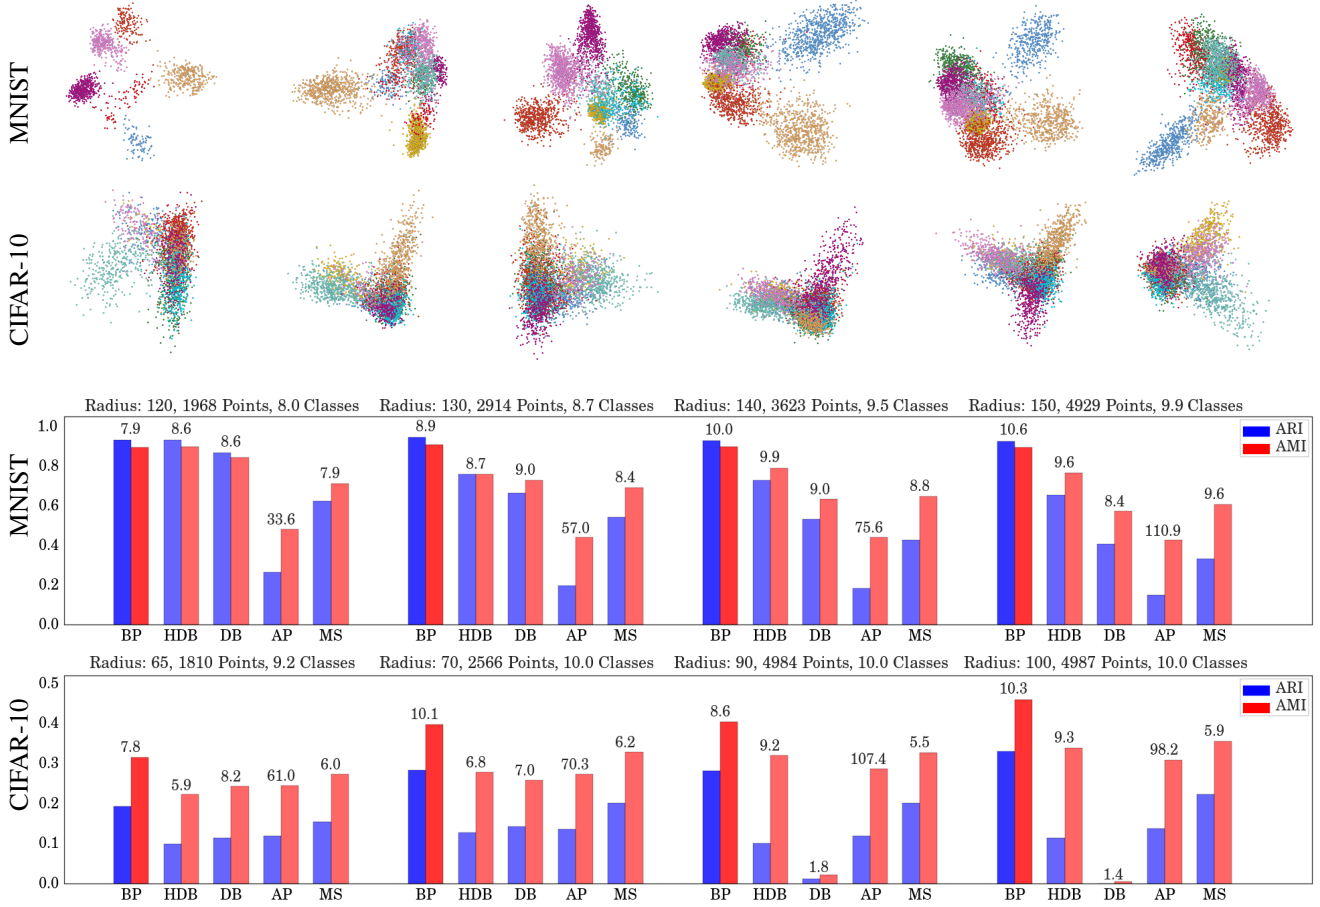 MNIST
CIFAR-10
MNIST
Radius: 120, 1968 Points, 8.0 Classes
Radius: 130, 2914 Points, 8.7 Classes
Radius: 140, 3623 Points, 9.5 Classes
Radius: 150, 4929 Points, 9.9 Classes
1.0
0.8
0.6
0.4
0.2
0.0
7.9 8.6 8.6 33.6 7.9
8.9 8.7 9.0 57.0 8.4
10.0 9.9 9.0 75.6 8.8
10.6 9.6 8.4 110.9 9.6
ARI
AMI
BP HDB DB AP MS
BP HDB DB AP MS
BP HDB DB AP MS
BP HDB DB AP MS
CIFAR-10
Radius: 65, 1810 Points, 9.2 Classes
Radius: 70, 2566 Points, 10.0 Classes
Radius: 90, 4984 Points, 10.0 Classes
Radius: 100, 4987 Points, 10.0 Classes
0.5
0.4
0.3
0.2
0.1
0.0
7.8 5.9 8.2 61.0 6.0
10.1 6.8 7.0 70.3 6.2
8.6 9.2 1.8 107.4 5.5
10.3 9.3 1.4 98.2 5.9
ARI
AMI
BP HDB DB AP MS
BP HDB DB AP MS
BP HDB DB AP MS
BP HDB DB AP MS